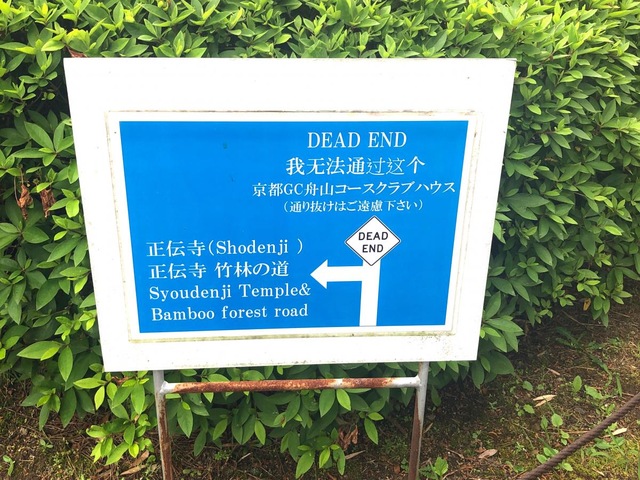 DEAD END
我无法通过这个
京都GC舟山コースクラブハウス
（通り抜けはご遠慮下さい）
DEAD
END
正伝寺（Shodenji ）
正伝寺 竹林の道
Syoudenji Temple&
Bamboo forest road